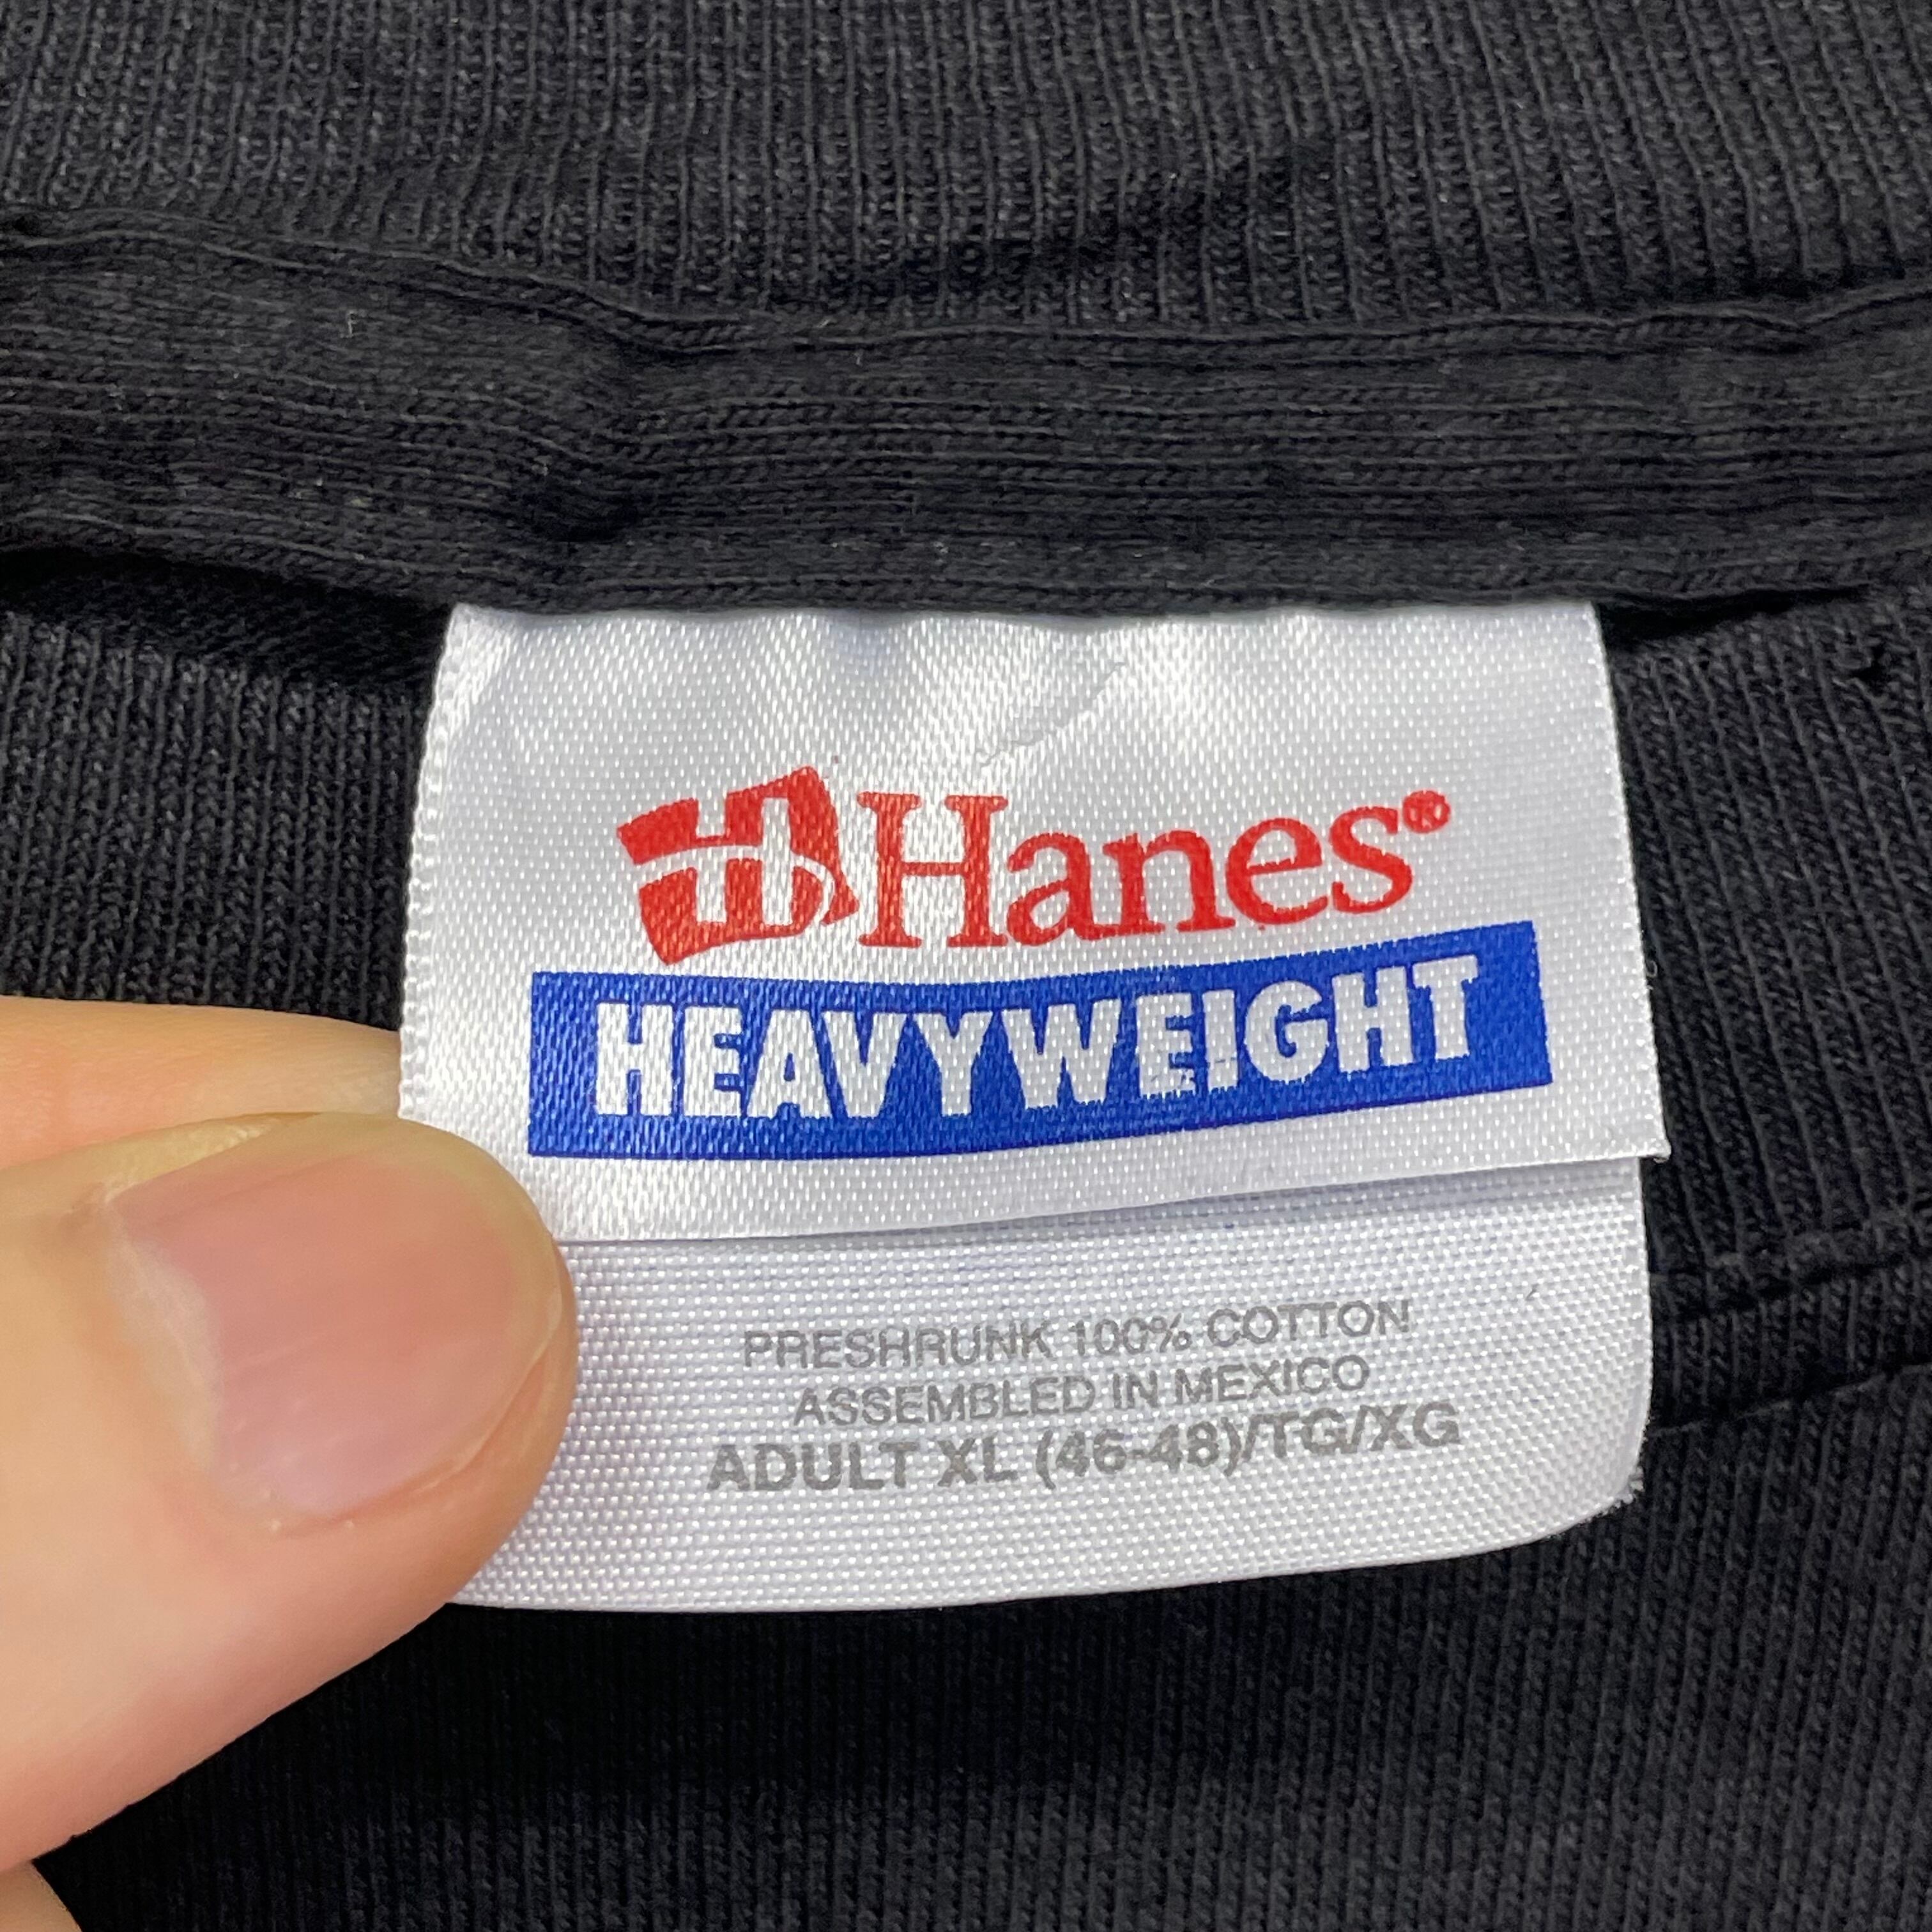 Hanes®
HEAVYWEIGHT
PRESHRUNK 100% COTTON
ASSEMBLED IN MEXICO
ADULT XL (46-48)/TG/XG